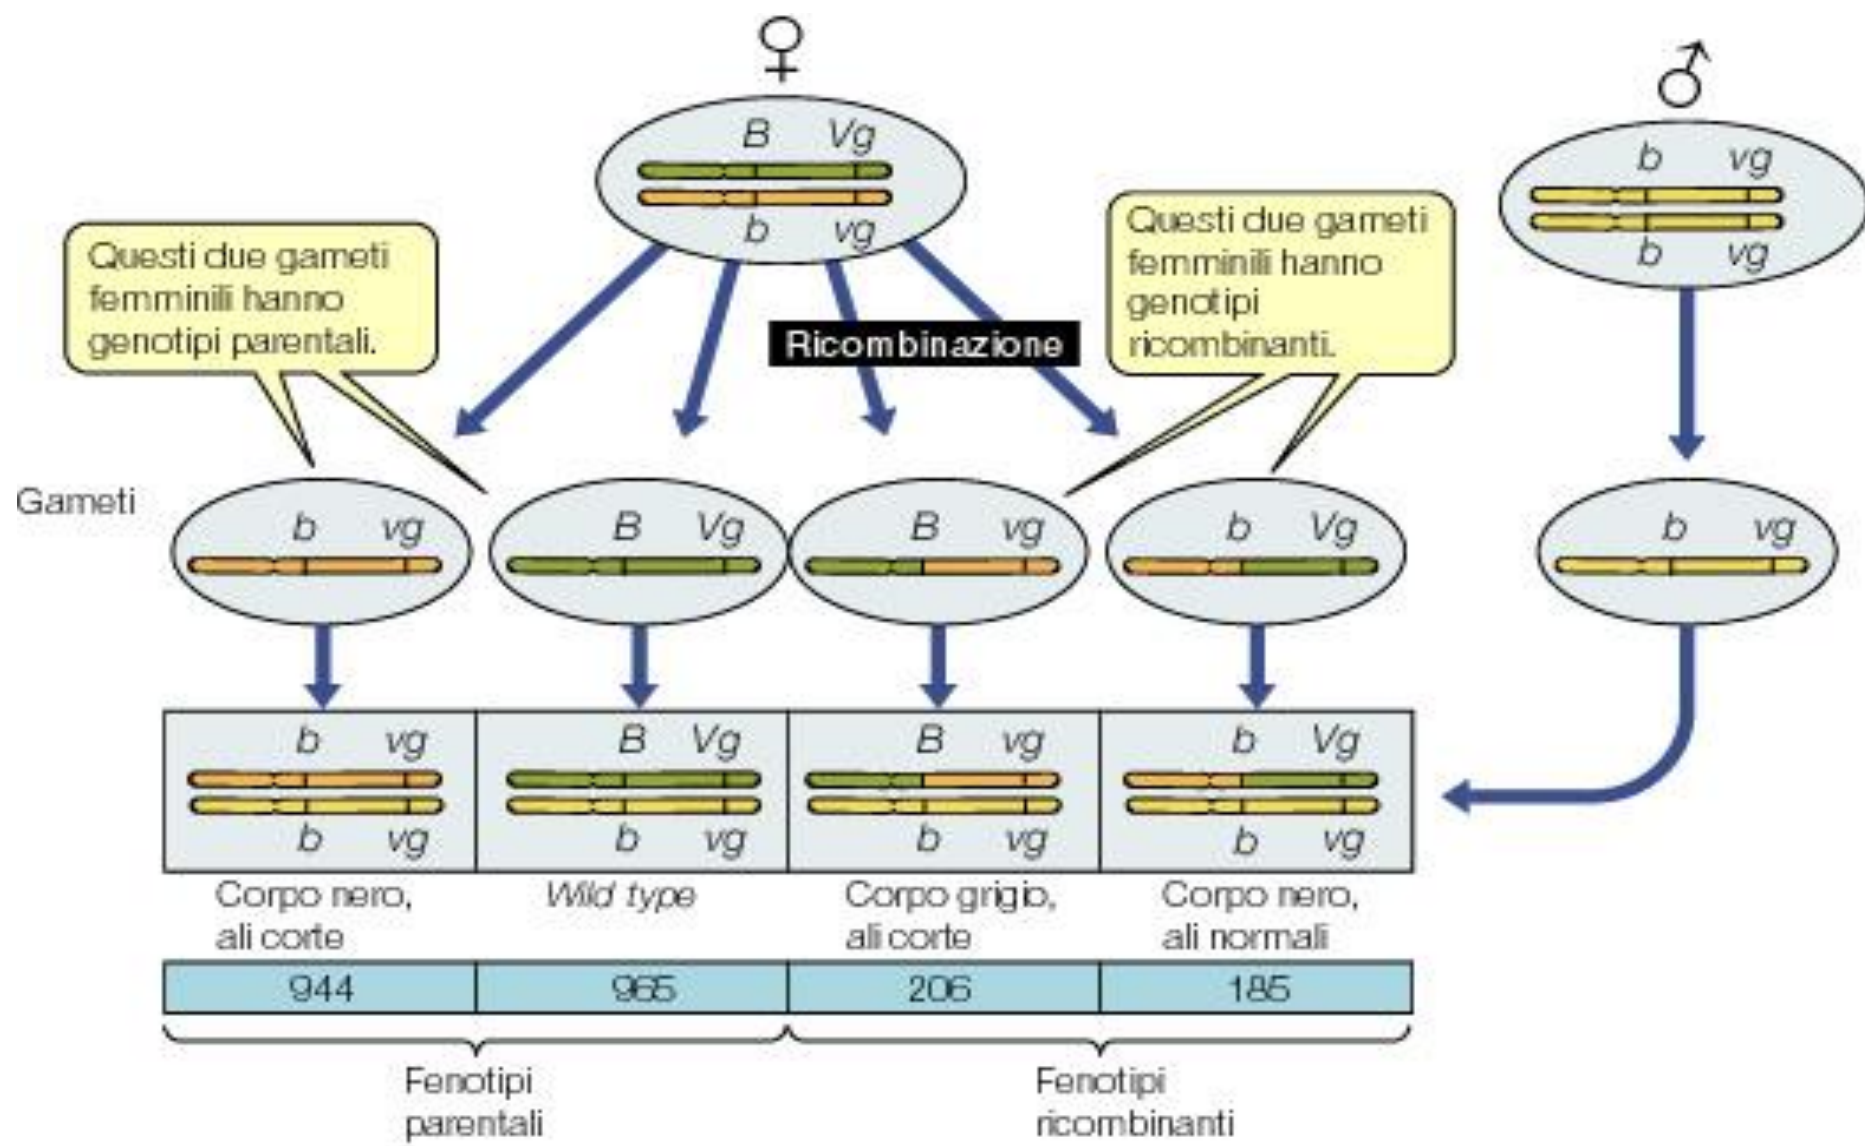 ♀
♂
B Vg
b vg
b vg
b vg
Questi due gameti
femminili hanno
genotipi parentali.
Questi due gameti
femminili hanno
genotipi
ricombinanti.
Ricombinazione
Gameti
b vg
B Vg
B vg
b Vg
b vg
b vg
B Vg
B vg
b Vg
b vg
b vg
b vg
b vg
Corpo nero,
ali corte
Wild type
Corpo grigio,
ali corte
Corpo nero,
ali normali
944
965
206
185
Fenotipi
parentali
Fenotipi
ricombinanti